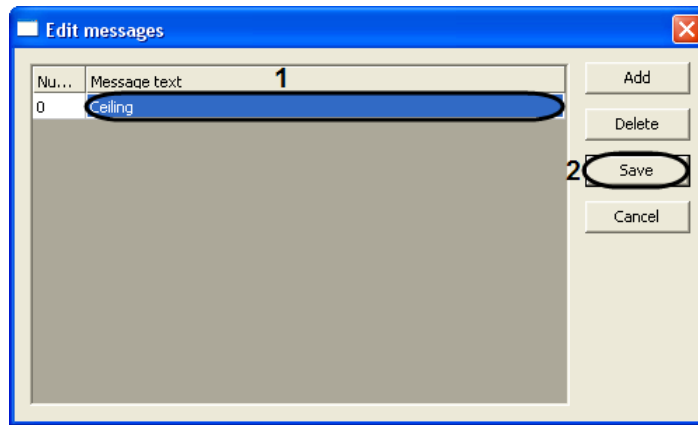 Edit messages
Nu... Message text 1
0 Ceiling
Add
Delete
2 Save
Cancel